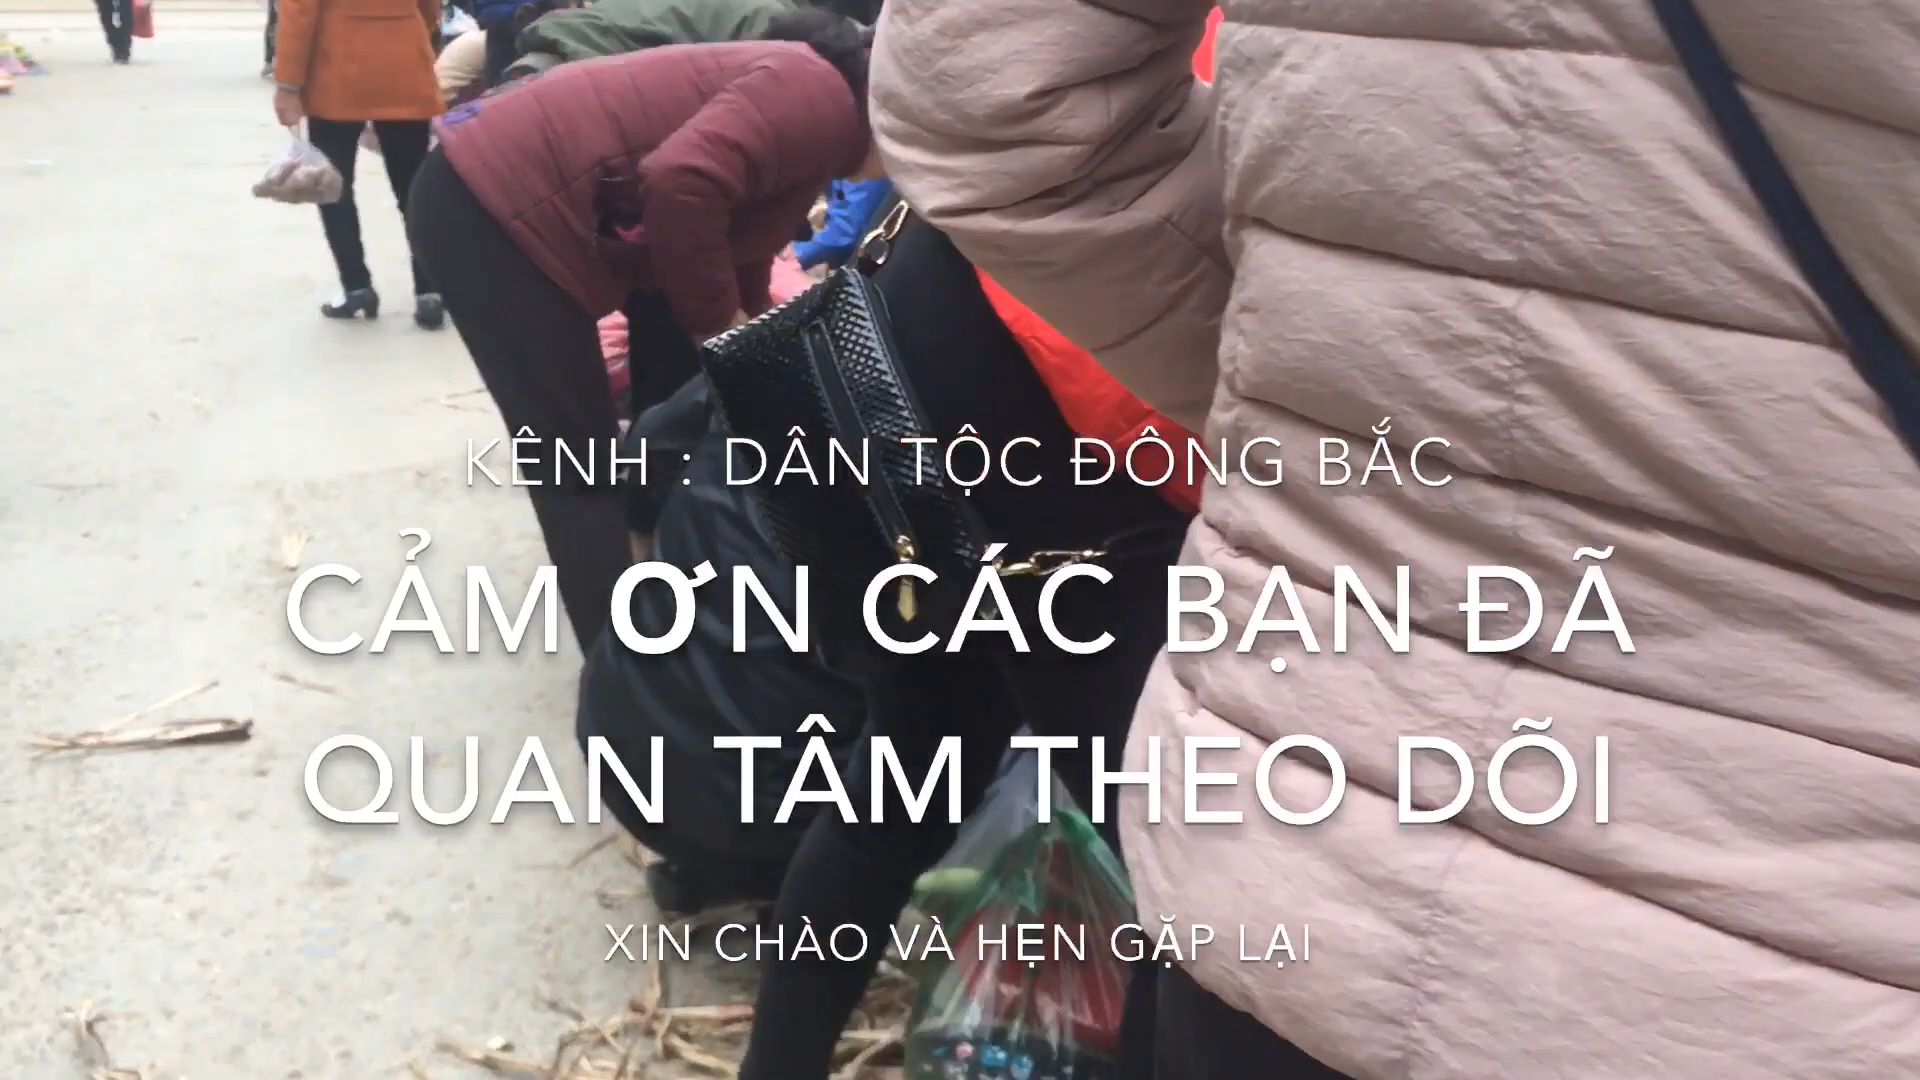 KÊNH : DÂN TỘC ĐÔNG BẮC
CẢM ƠN CÁC BẠN ĐÃ
QUAN TÂM THEO DÕI
XIN CHÀO VÀ HẸN GẶP LẠI